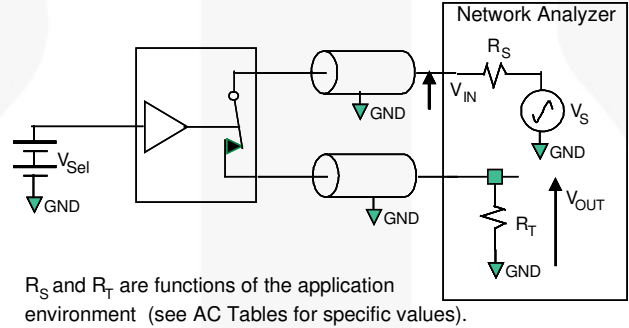 Network Analyzer
R_S
V_IN
V_S
GND
GND
V_Sel
GND
GND
V_OUT
R_T
GND
R_S and R_T are functions of the application
environment (see AC Tables for specific values).